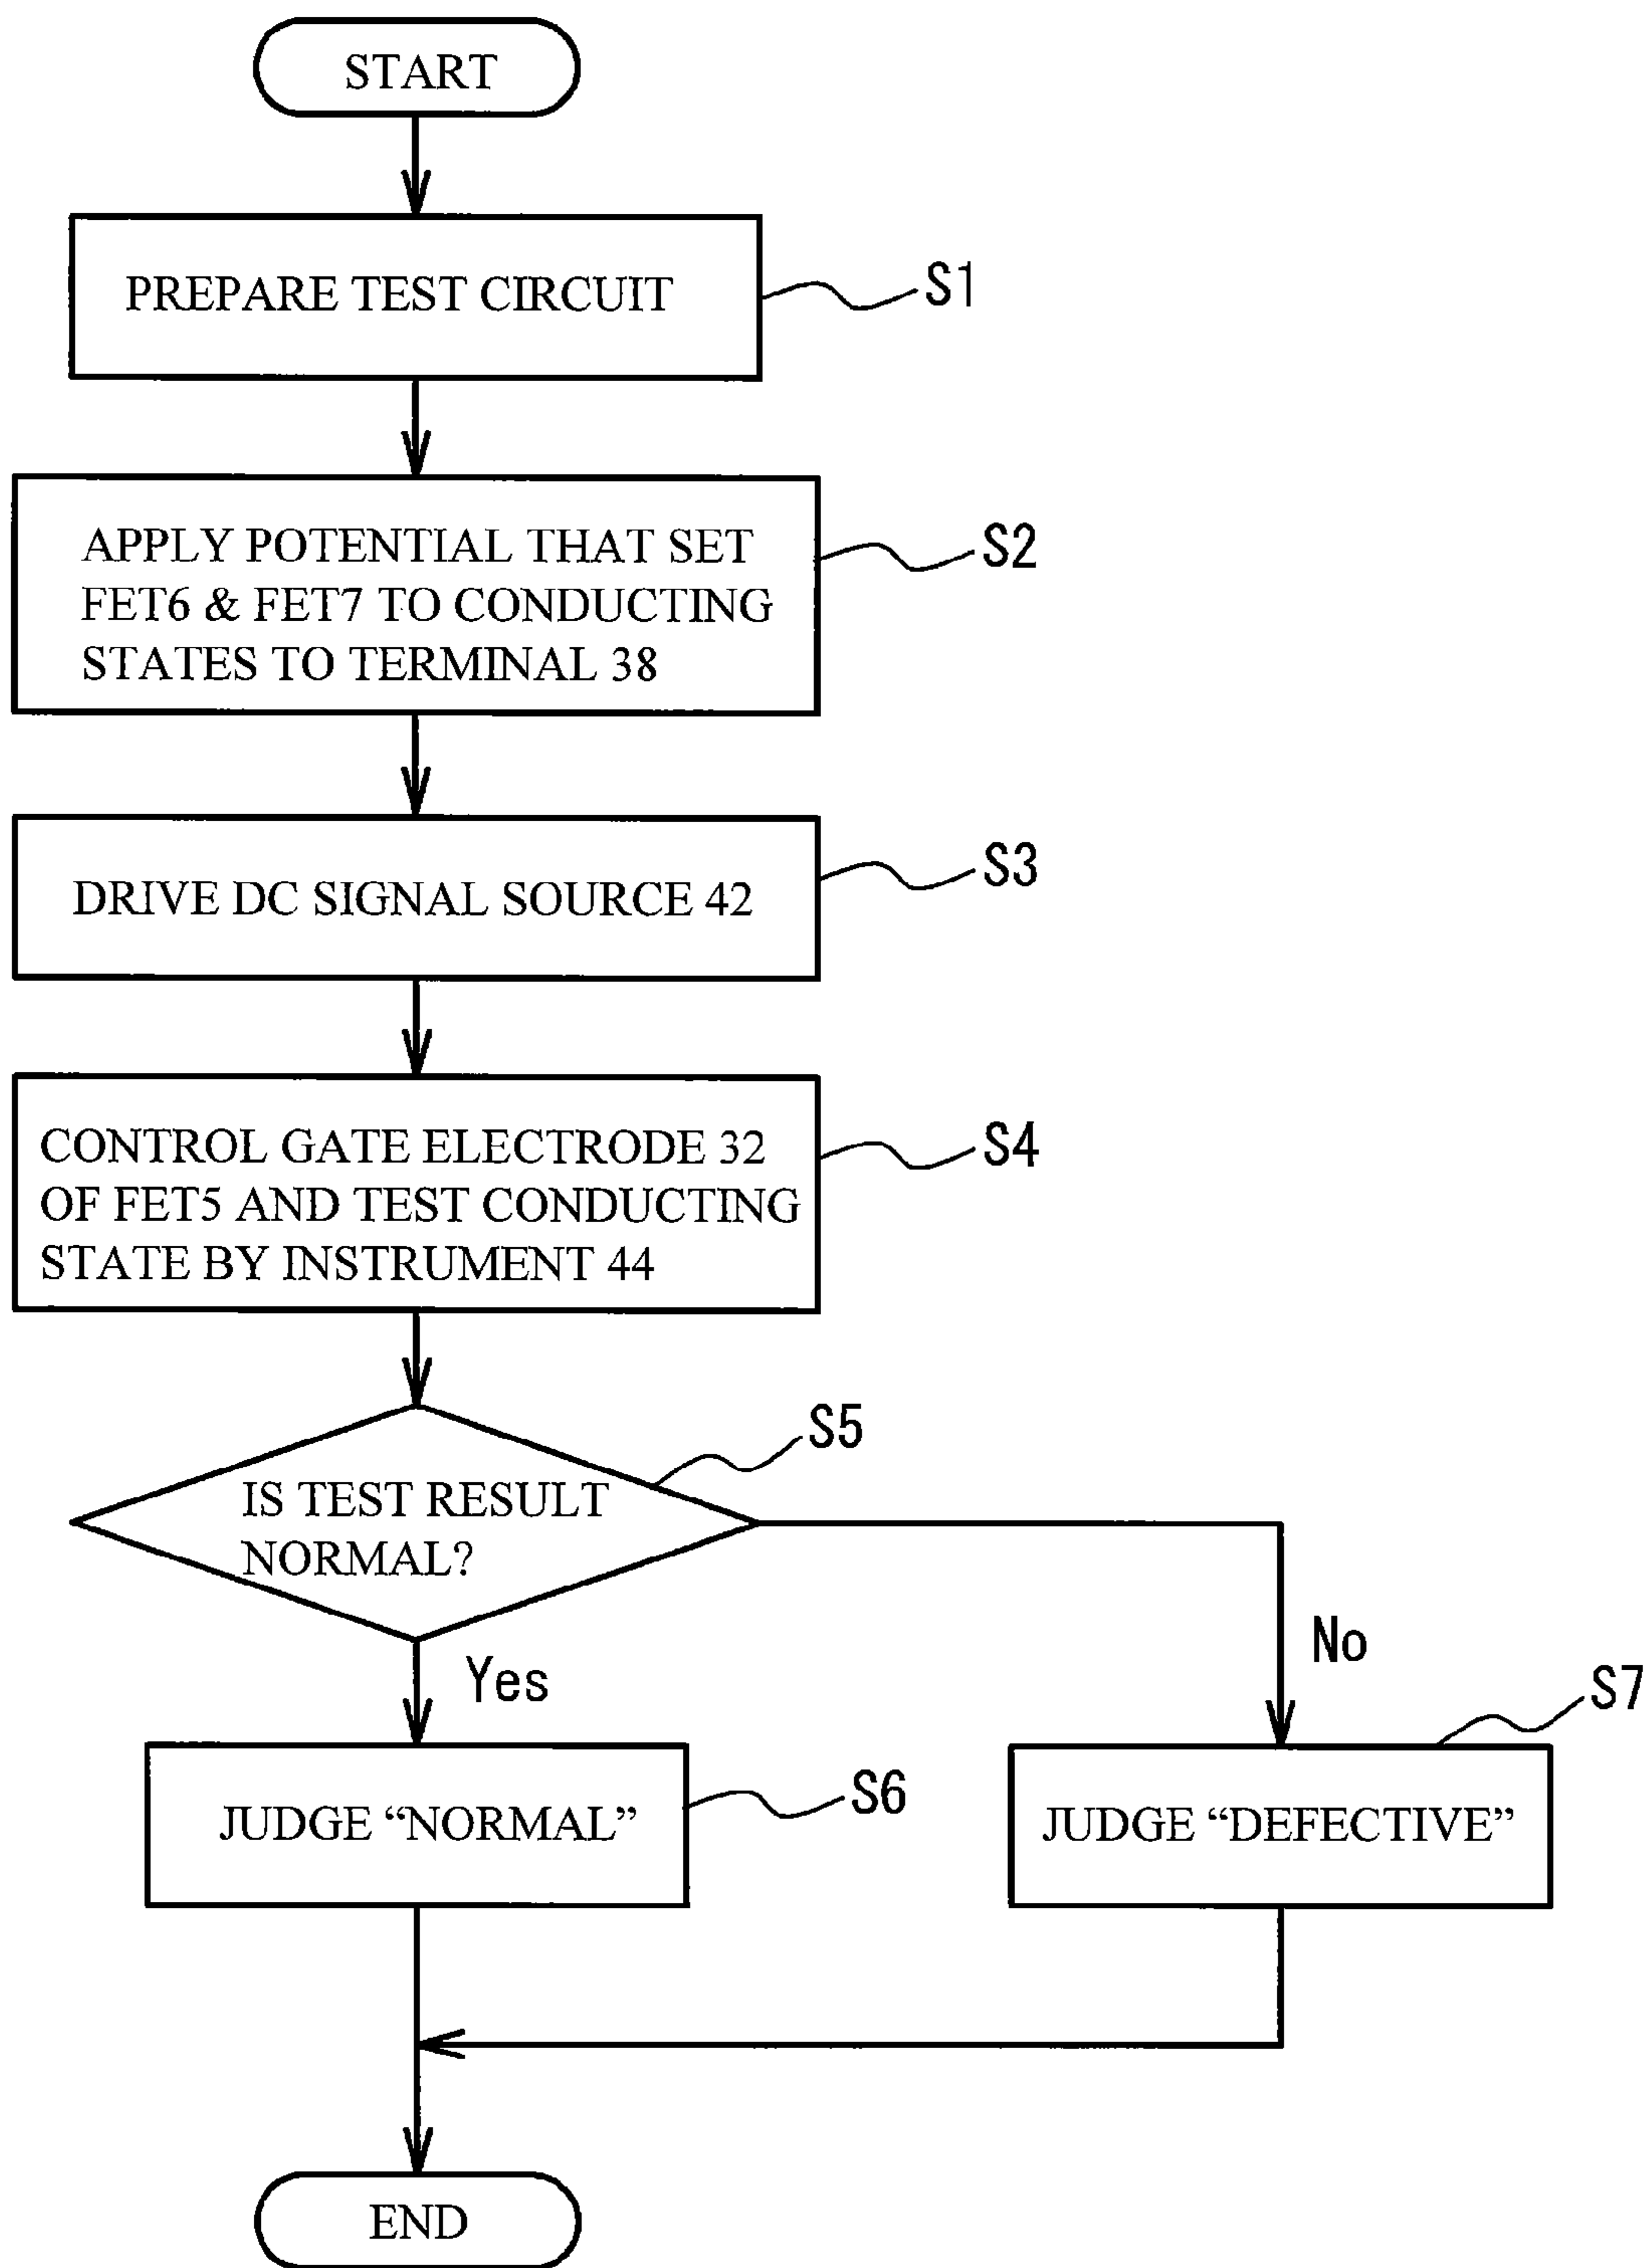 START
PREPARE TEST CIRCUIT
S1
APPLY POTENTIAL THAT SET
FET6 & FET7 TO CONDUCTING
STATES TO TERMINAL 38
S2
DRIVE DC SIGNAL SOURCE 42
S3
CONTROL GATE ELECTRODE 32
OF FET5 AND TEST CONDUCTING
STATE BY INSTRUMENT 44
S4
IS TEST RESULT
NORMAL?
S5
Yes
No
JUDGE “NORMAL”
S6
JUDGE “DEFECTIVE”
S7
END